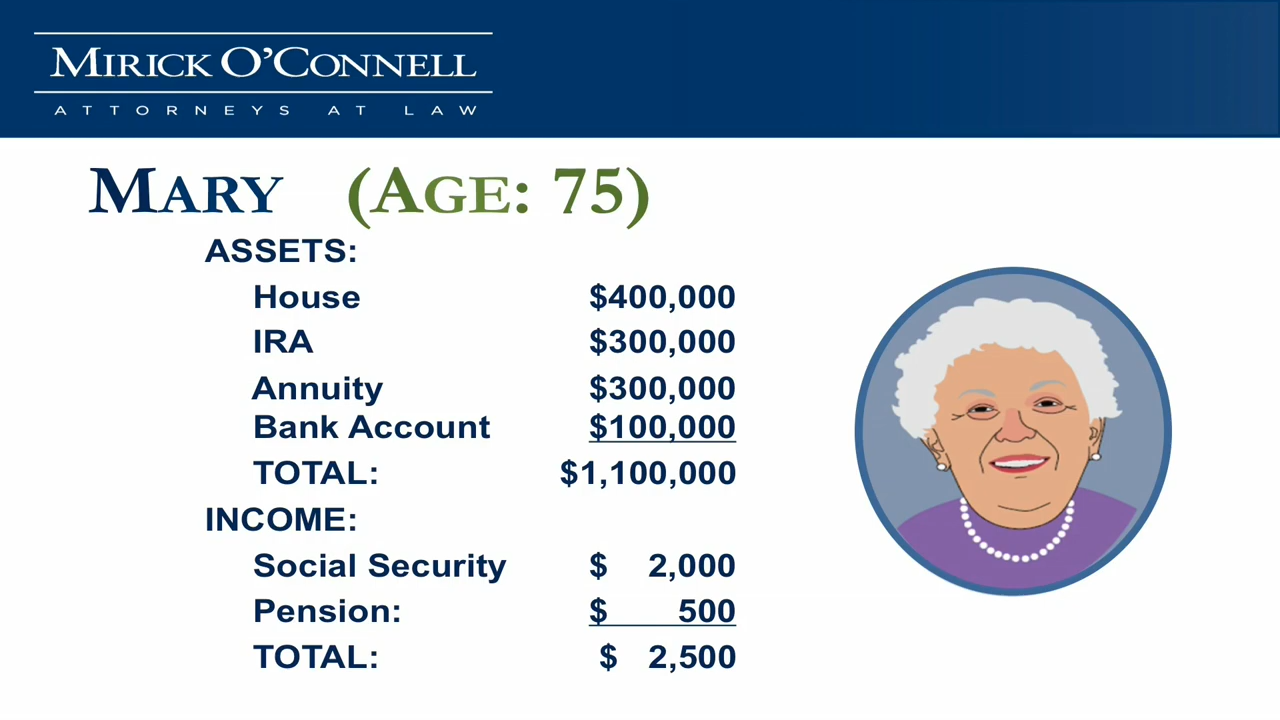 MIRICK O'CONNELL
ATTORNEYS AT LAW
MARY (AGE: 75)
ASSETS:
House $400,000
IRA $300,000
Annuity $300,000
Bank Account $100,000
TOTAL: $1,100,000
INCOME:
Social Security $ 2,000
Pension: $ 500
TOTAL: $ 2,500